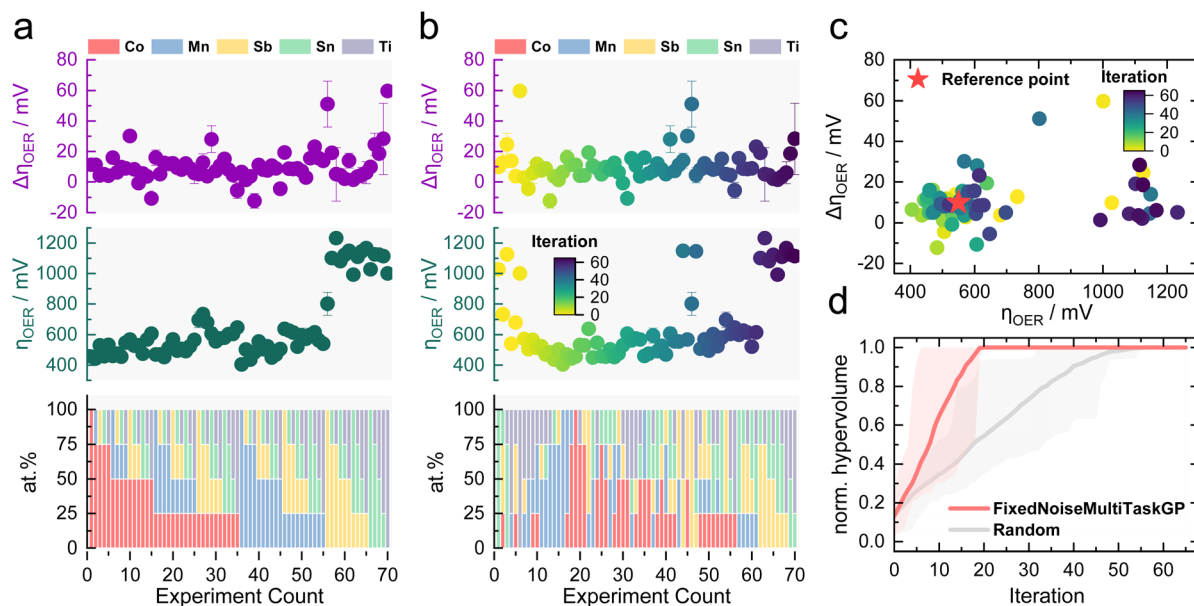 a
Co Mn Sb Sn Ti
80
60
40
20
0
-20
Δη_OER / mV
1200
1000
800
600
400
η_OER / mV
100
75
50
25
0
at.%
0 10 20 30 40 50 60 70
Experiment Count
b
Co Mn Sb Sn Ti
80
60
40
20
0
-20
Δη_OER / mV
Iteration
60
40
20
0
1200
1000
800
600
400
η_OER / mV
100
75
50
25
0
at.%
0 10 20 30 40 50 60 70
Experiment Count
c
80
60
40
20
0
-20
Δη_OER / mV
Reference point
Iteration
60
40
20
0
400 600 800 1000 1200
η_OER / mV
d
1.0
0.8
0.6
0.4
0.2
0.0
norm. hypervolume
FixedNoiseMultiTaskGP
Random
0 10 20 30 40 50 60
Iteration